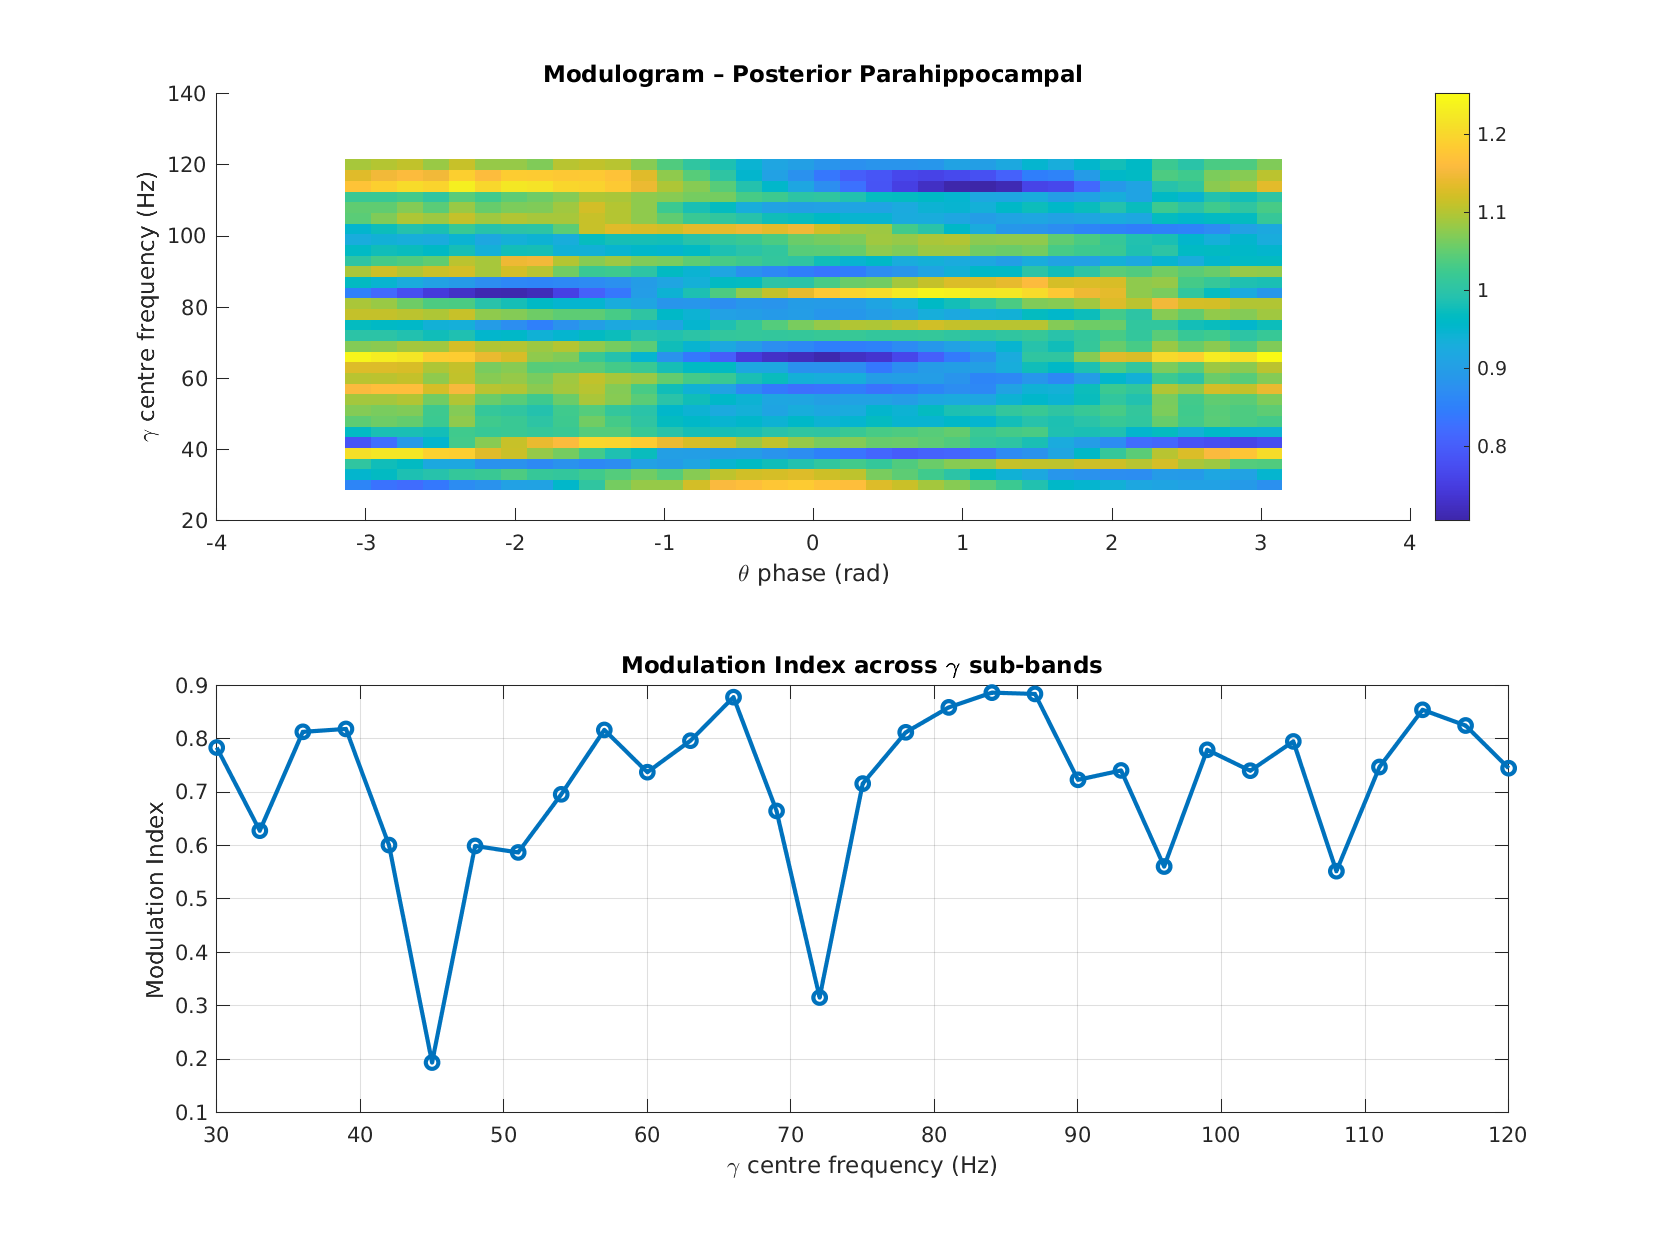 Modulogram – Posterior Parahippocampal
140
120
100
80
60
40
20
γ centre frequency (Hz)
-4 -3 -2 -1 0 1 2 3 4
θ phase (rad)
1.2
1.1
1
0.9
0.8
Modulation Index across γ sub-bands
0.9
0.8
0.7
0.6
0.5
0.4
0.3
0.2
0.1
Modulation Index
30 40 50 60 70 80 90 100 110 120
γ centre frequency (Hz)